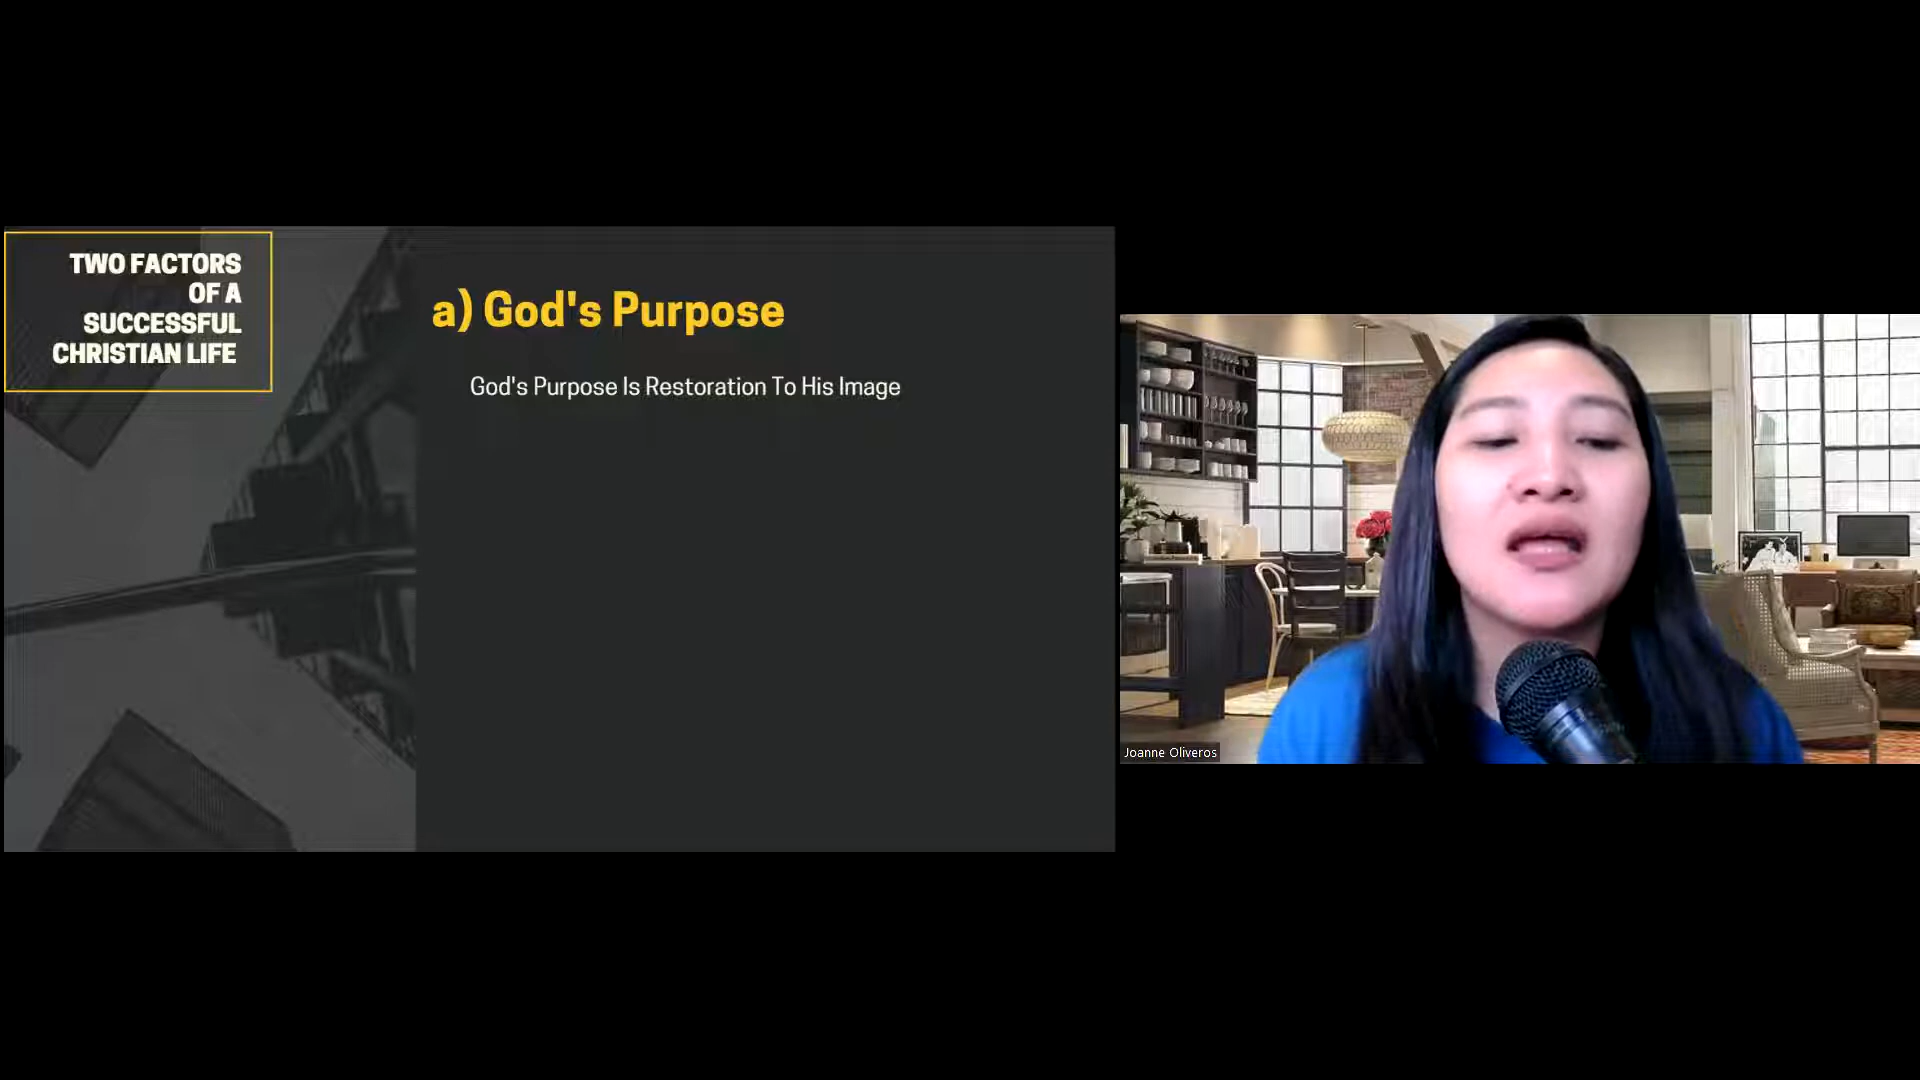 TWO FACTORS
OF A
SUCCESSFUL
CHRISTIAN LIFE
a) God's Purpose
God's Purpose Is Restoration To His Image
Joanne Oliveros